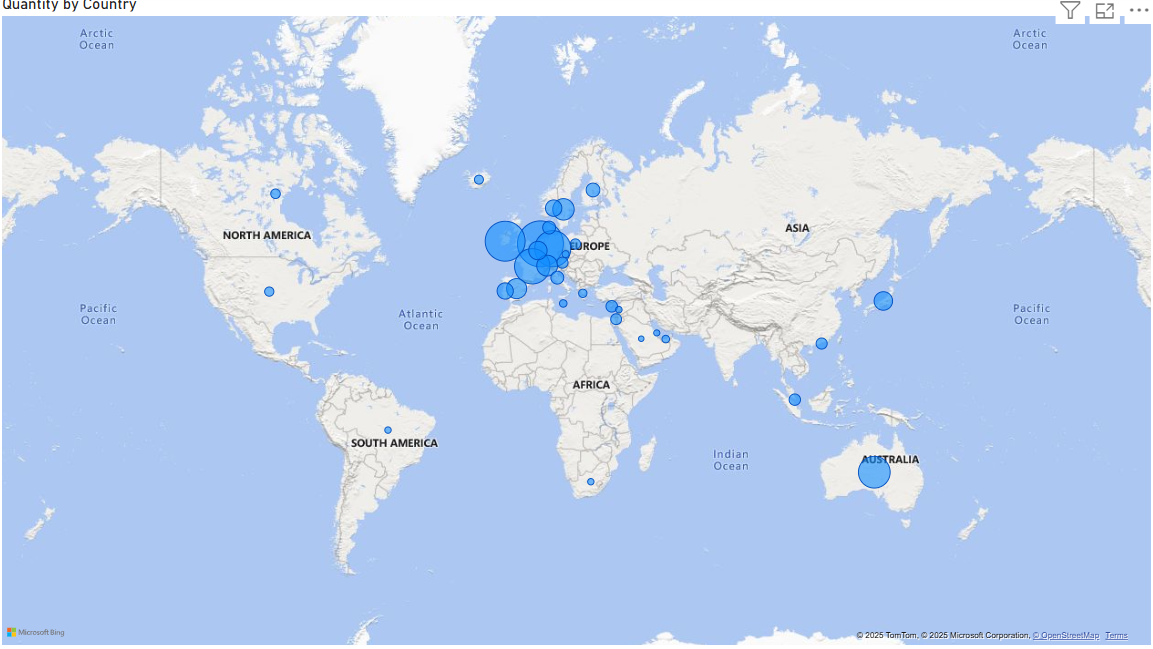 Quantity by Country
Arctic
Ocean
Arctic
Ocean
NORTH AMERICA
EUROPE
ASIA
Pacific
Ocean
Atlantic
Ocean
Pacific
Ocean
AFRICA
SOUTH AMERICA
Indian
Ocean
AUSTRALIA
Microsoft Bing
© 2025 TomTom, © 2025 Microsoft Corporation, © OpenStreetMap Terms